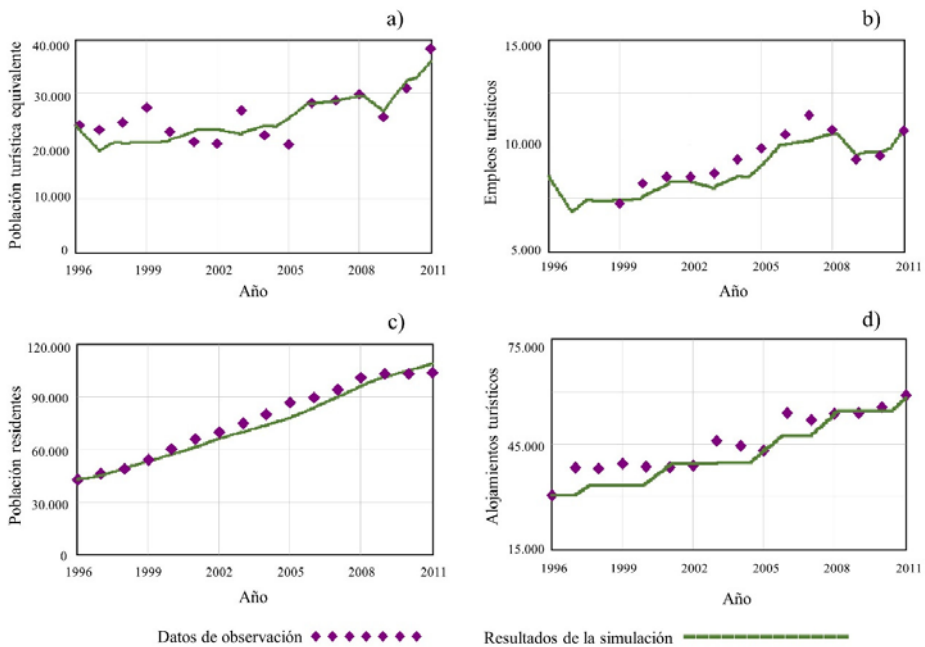 a)
Población turística equivalente
40.000
30.000
20.000
10.000
0
1996 1999 2002 2005 2008 2011
Año
b)
Empleos turísticos
15.000
10.000
5.000
1996 1999 2002 2005 2008 2011
Año
c)
Población residentes
120.000
90.000
60.000
30.000
0
1996 1999 2002 2005 2008 2011
Año
d)
Alojamientos turísticos
75.000
45.000
15.000
1996 1999 2002 2005 2008 2011
Año
Datos de observación
Resultados de la simulación